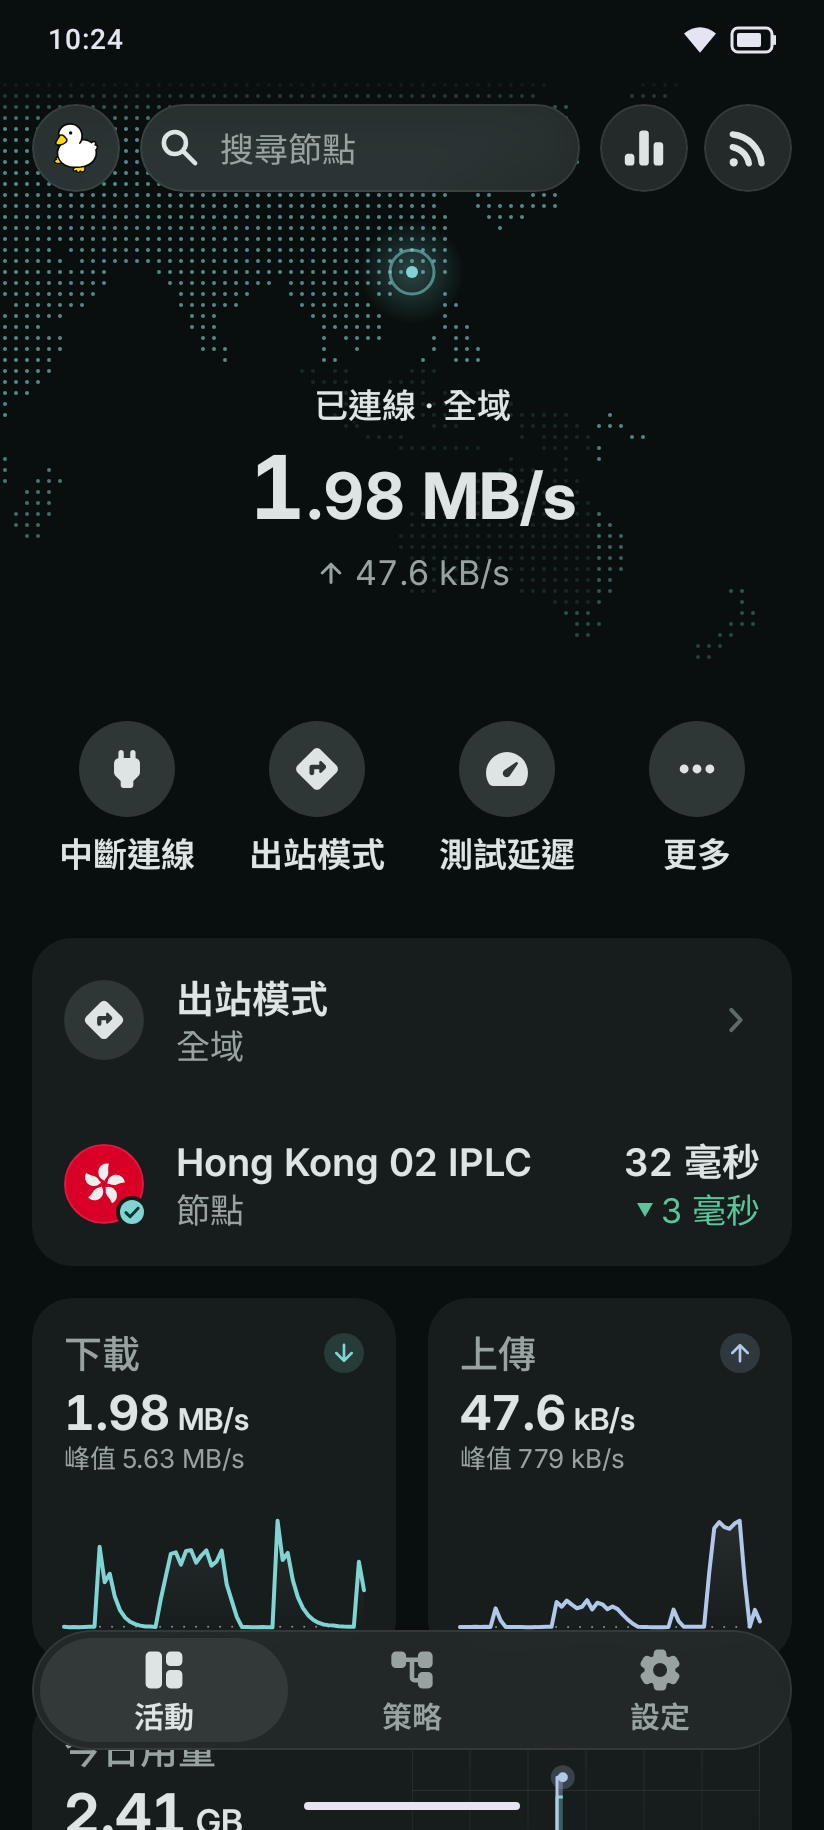 10:24
搜尋節點
已連線 · 全域
1.98 MB/s
↑ 47.6 kB/s
中斷連線
出站模式
測試延遲
更多
出站模式
全域
Hong Kong 02 IPLC
32 毫秒
節點
▼3 毫秒
下載
1.98 MB/s
峰值 5.63 MB/s
上傳
47.6 kB/s
峰值 779 kB/s
活動
策略
設定
今日用量
2.41 GB